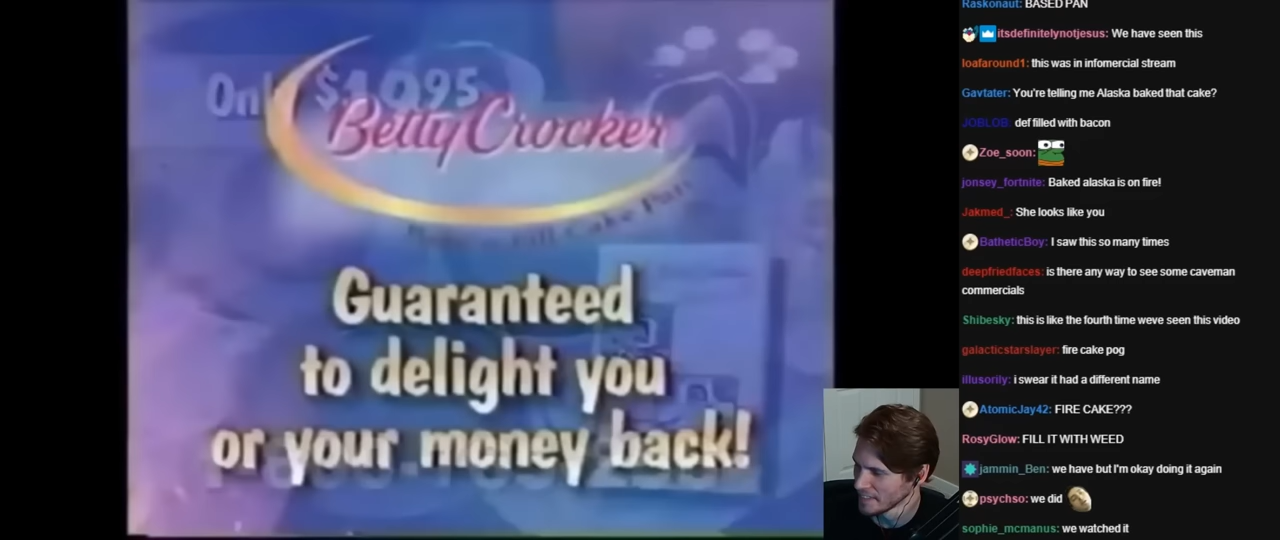 Only $19.95
Betty Crocker
Bake n Fill Cake Pan
Guaranteed
to delight you
or your money back!
Raskonaut: BASED PAN
itsdefinitelynotjesus: We have seen this
loafaround1: this was in infomercial stream
Gavtater: You're telling me Alaska baked that cake?
JOBLOB: def filled with bacon
Zoe_soon:
jonsey_fortnite: Baked alaska is on fire!
Jakmed_: She looks like you
BatheticBoy: I saw this so many times
deepfriedfaces: is there any way to see some caveman
commercials
Shibesky: this is like the fourth time weve seen this video
galacticstarslayer: fire cake pog
illusorily: i swear it had a different name
AtomicJay42: FIRE CAKE???
RosyGlow: FILL IT WITH WEED
jammin_Ben: we have but I'm okay doing it again
psychso: we did
sophie_mcmanus: we watched it